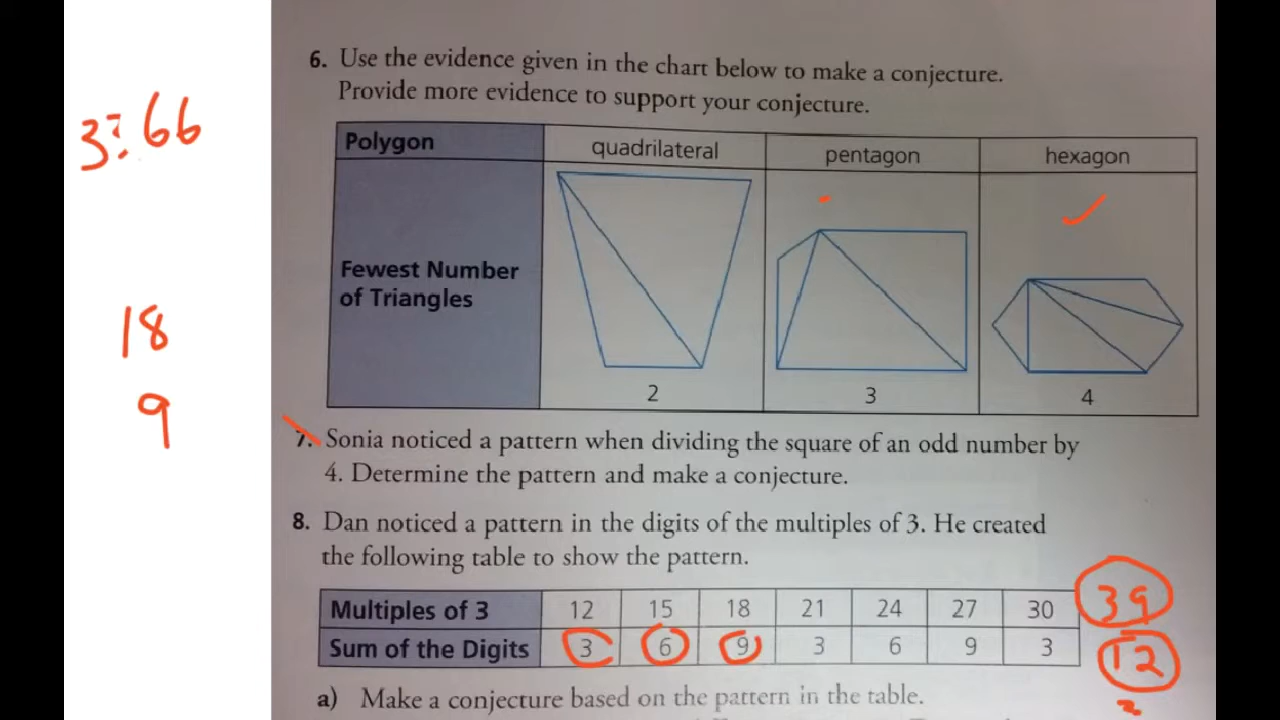 6. Use the evidence given in the chart below to make a conjecture.
Provide more evidence to support your conjecture.
3 66
Polygon quadrilateral pentagon hexagon
Fewest Number
of Triangles
2 3 4
18
9
7. Sonia noticed a pattern when dividing the square of an odd number by
4. Determine the pattern and make a conjecture.
8. Dan noticed a pattern in the digits of the multiples of 3. He created
the following table to show the pattern.
Multiples of 3 12 15 18 21 24 27 30 39
Sum of the Digits 3 6 9 3 6 9 3 12
a) Make a conjecture based on the pattern in the table.